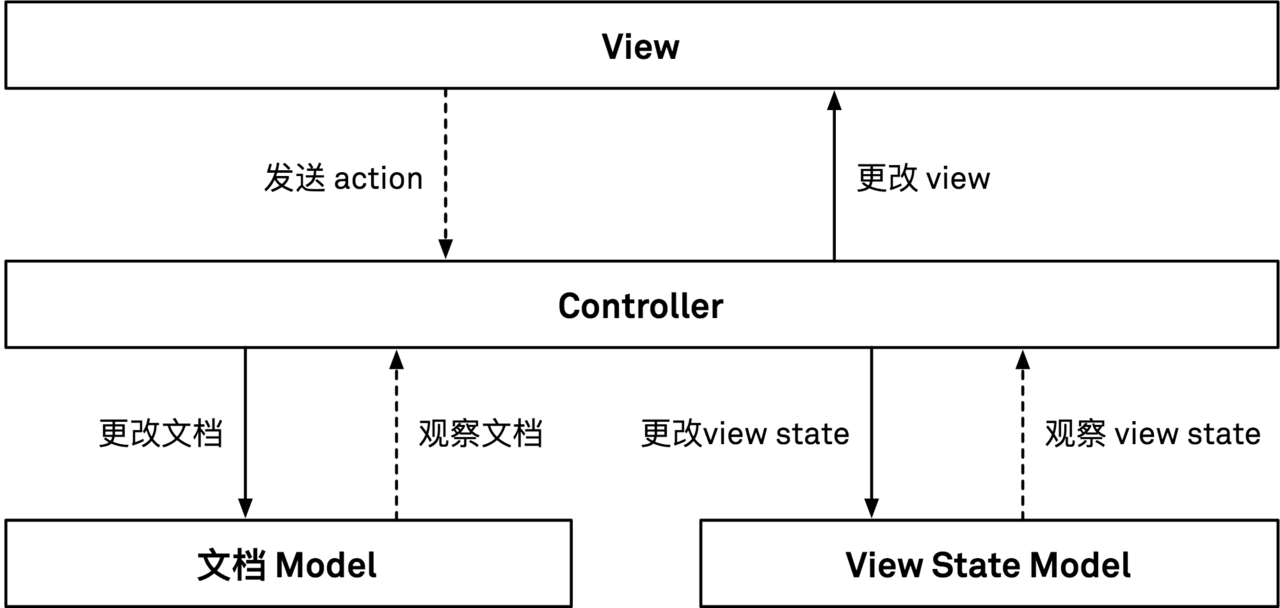 View
发送 action
更改 view
Controller
更改文档
观察文档
更改view state
观察 view state
文档 Model
View State Model